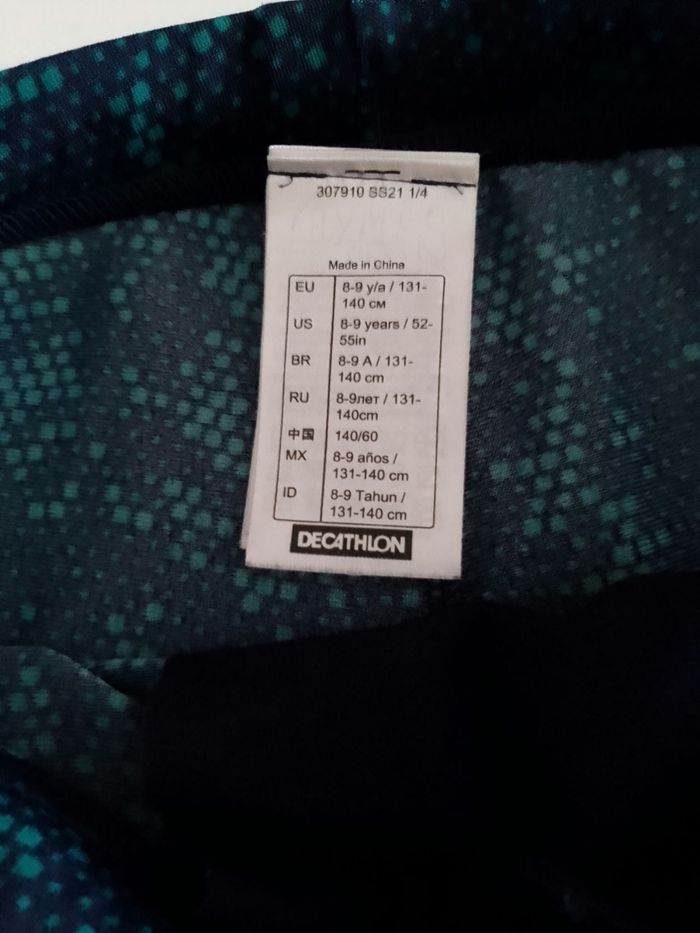 307910 SS21 1/4
Made in China
EU 8-9 y/a / 131-
140 см
US 8-9 years / 52-
55in
BR 8-9 A / 131-
140 cm
RU 8-9лет / 131-
140cm
中国 140/60
MX 8-9 años /
131-140 cm
ID 8-9 Tahun /
131-140 cm
DECATHLON